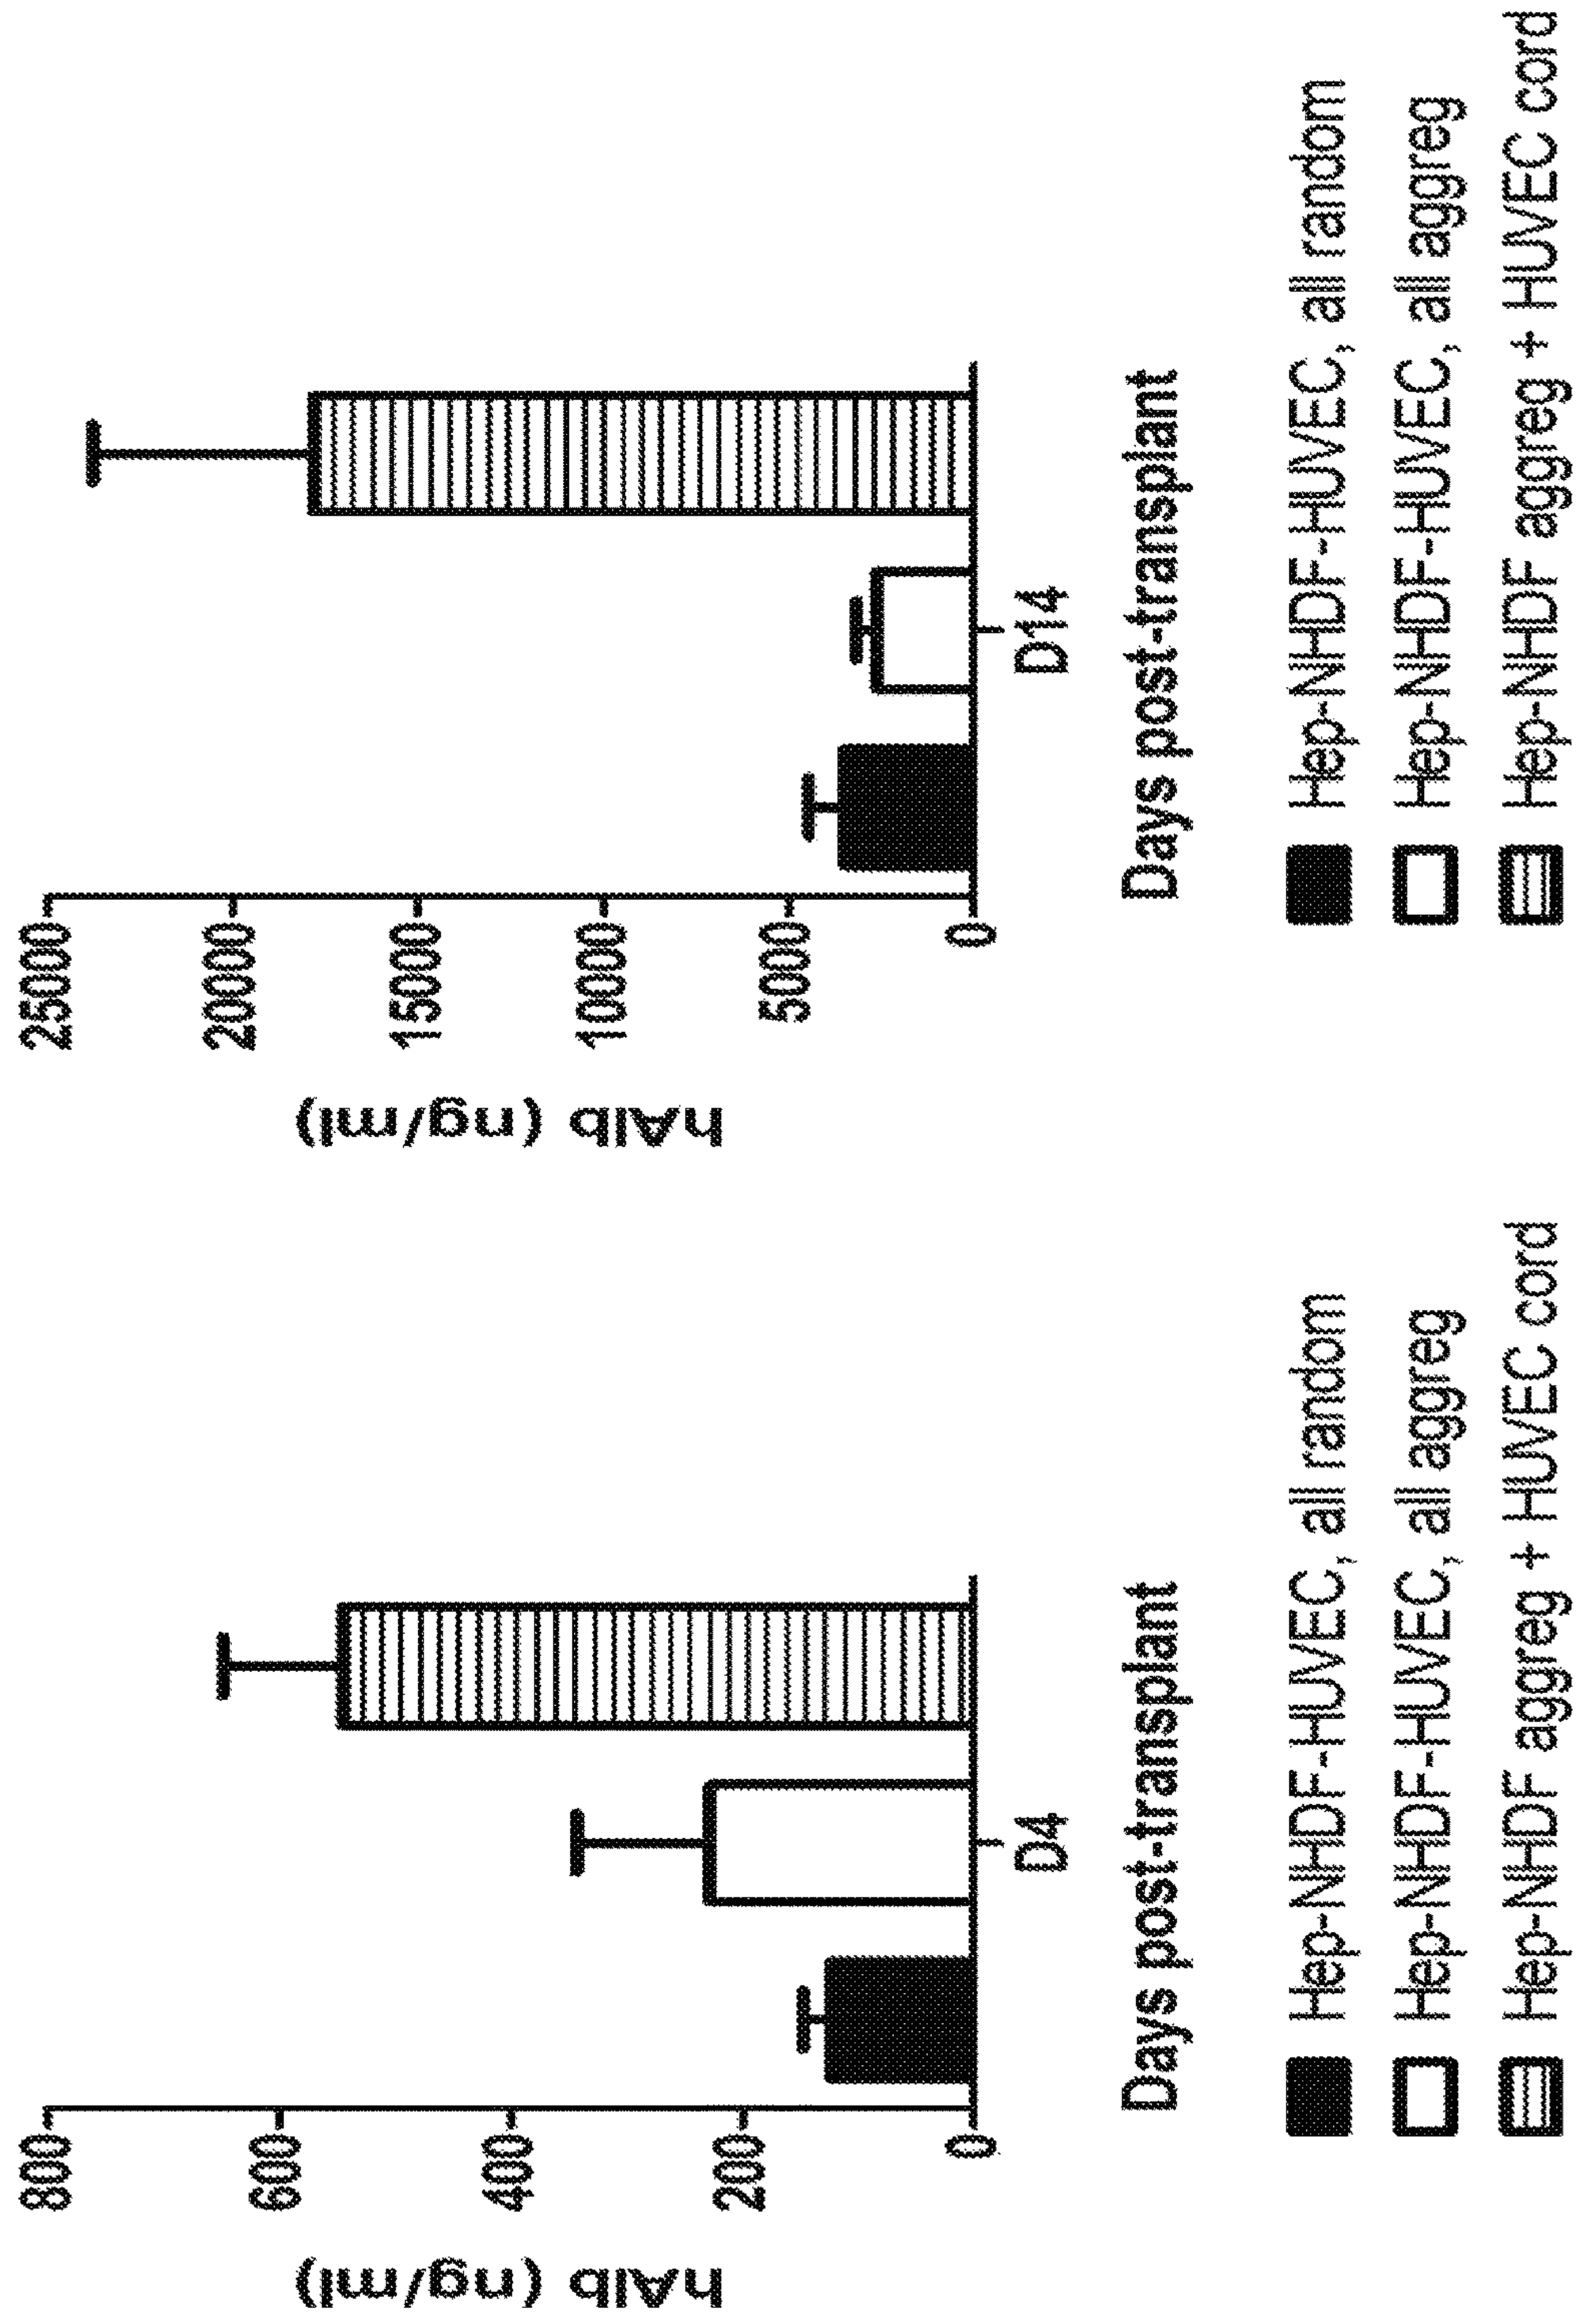 hAlb (ng/ml)
800
600
400
200
0
D4
Days post-transplant
Hep-NHDF-HUVEC, all random
Hep-NHDF-HUVEC, all aggreg
Hep-NHDF aggreg + HUVEC cord
hAlb (ng/ml)
25000
20000
15000
10000
5000
0
D14
Days post-transplant
Hep-NHDF-HUVEC, all random
Hep-NHDF-HUVEC, all aggreg
Hep-NHDF aggreg + HUVEC cord